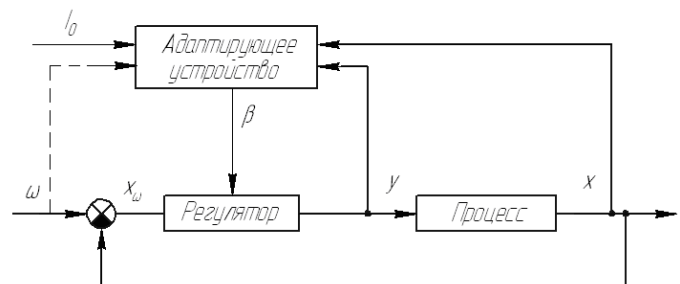 I₀
Адаптирующее
устройство
β
ω
xω
Регулятор
y
Процесс
x